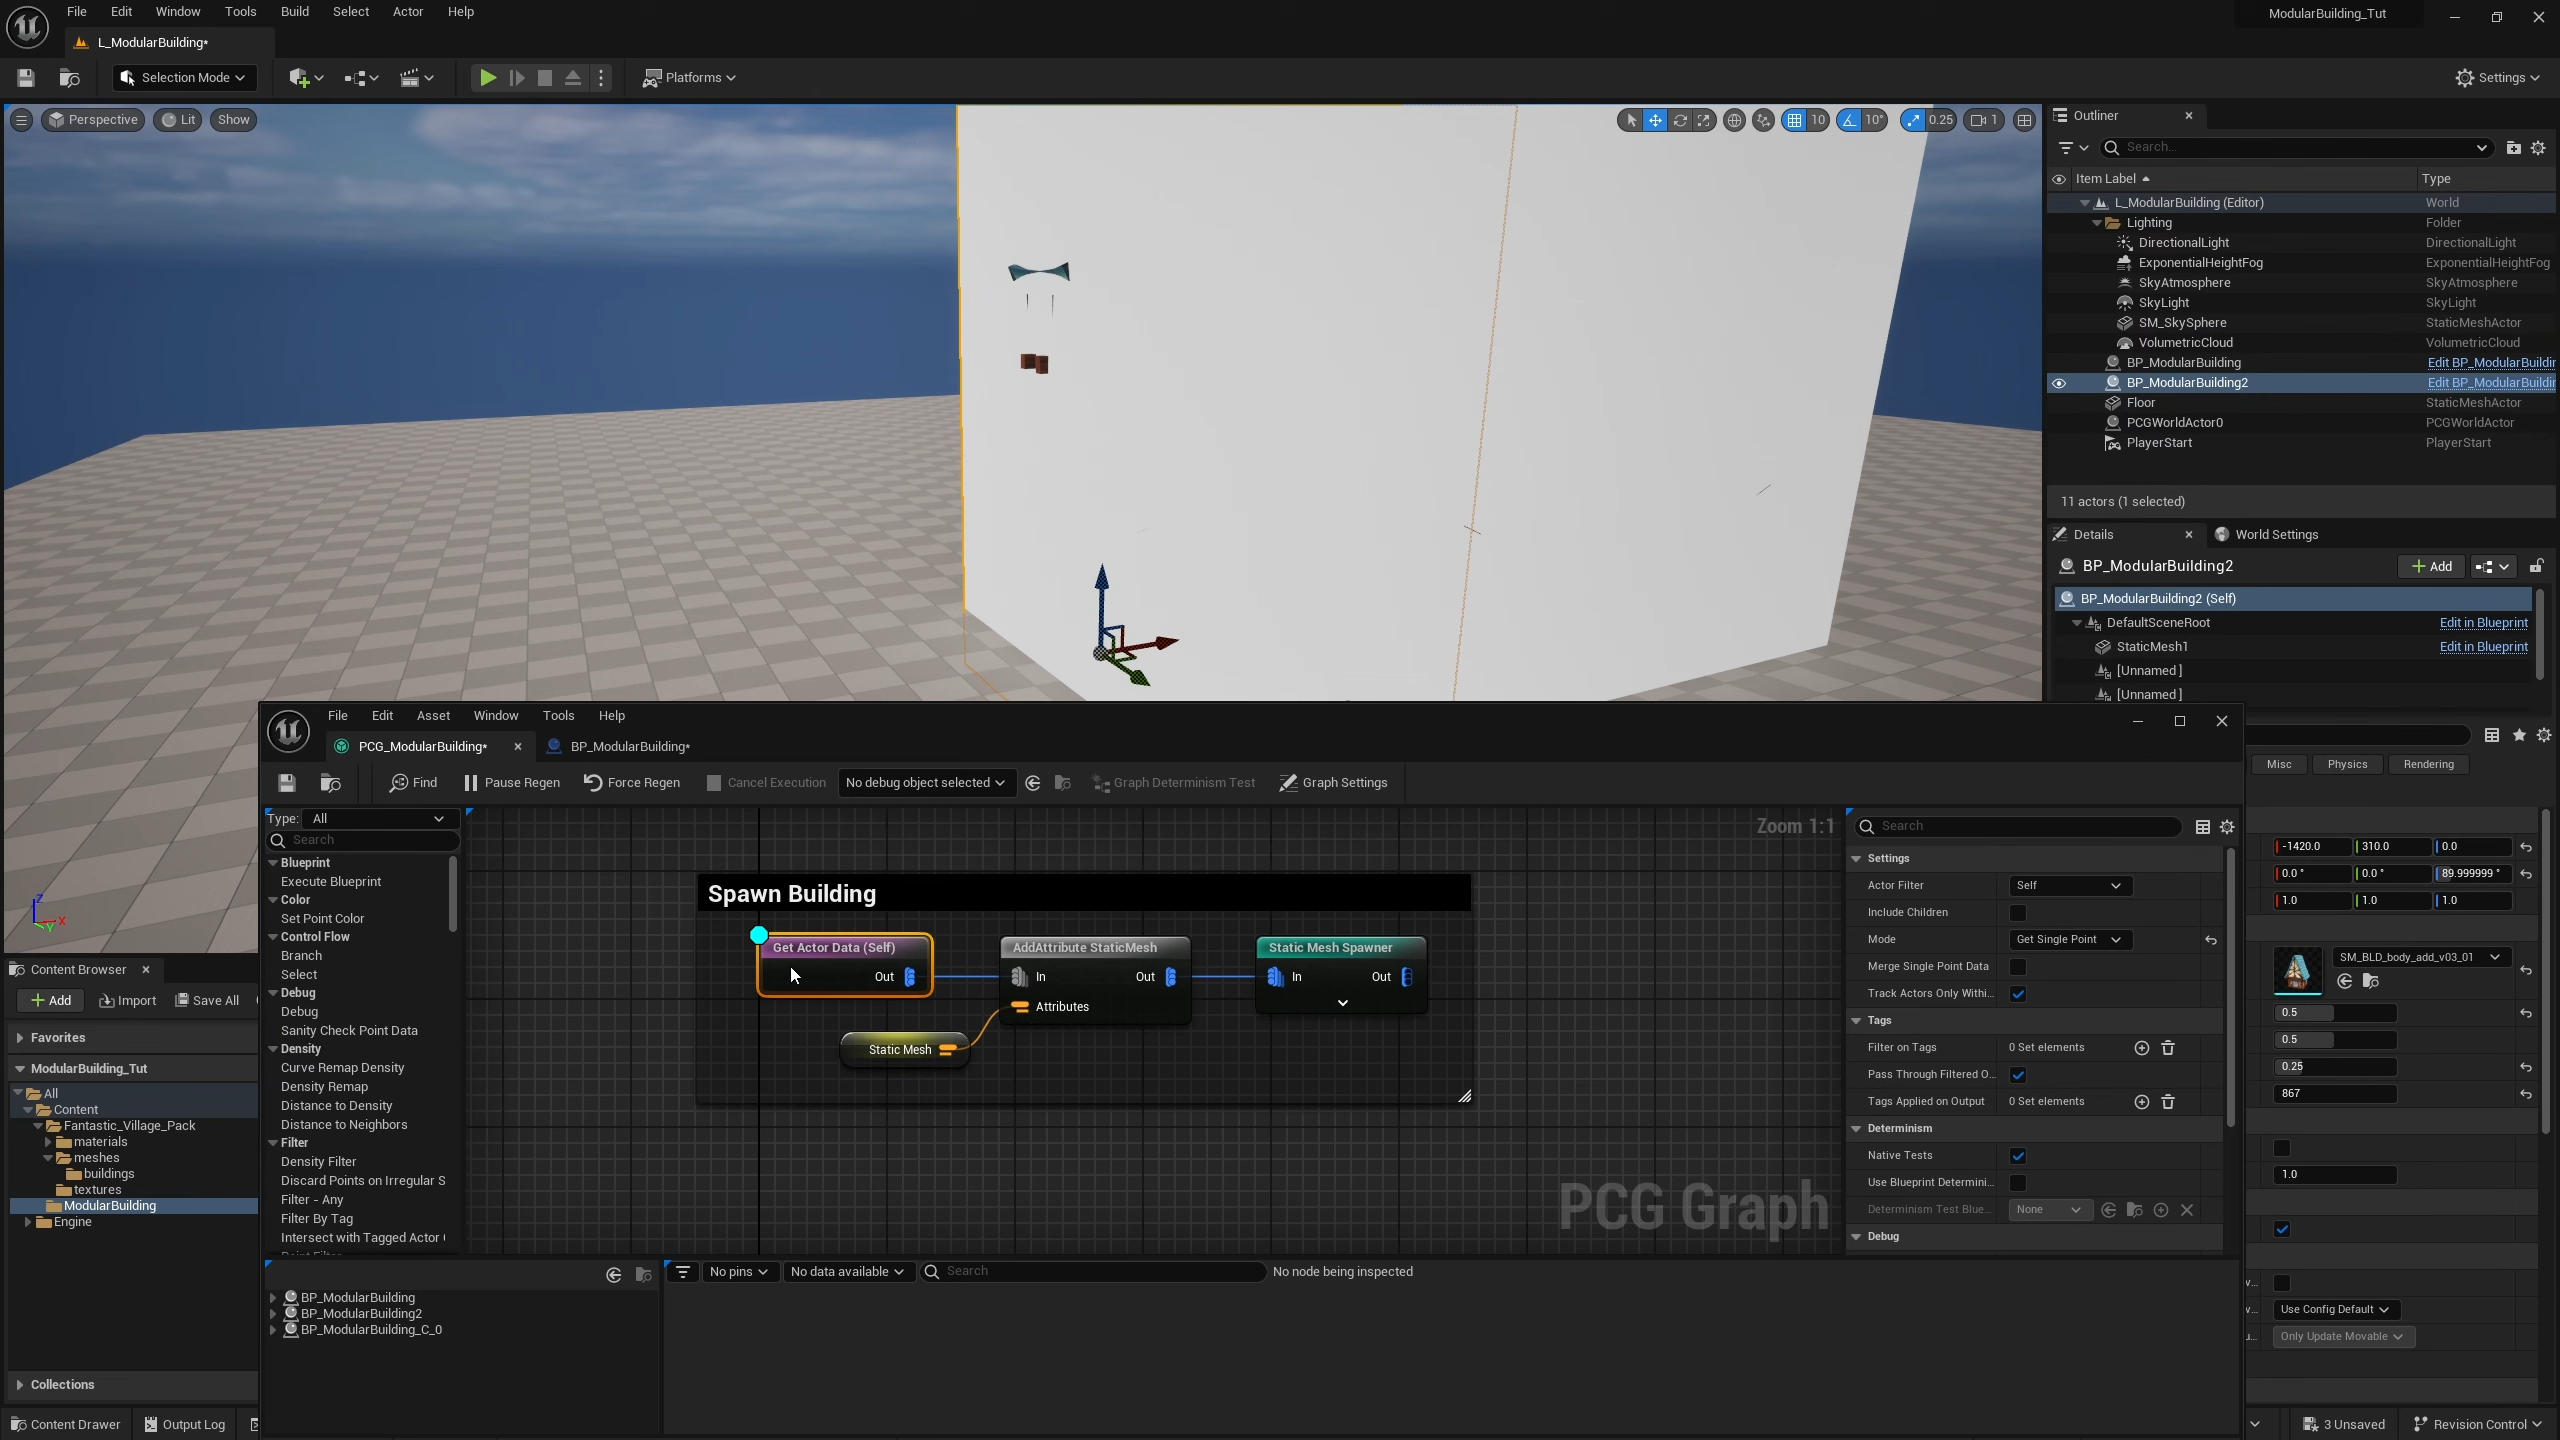 File Edit Window Tools Build Select Actor Help
ModularBuilding_Tut
L_ModularBuilding*
Selection Mode
Platforms
Settings
Perspective
Lit
Show
10
10°
0.25
1
Outliner
Search...
Item Label
Type
L_ModularBuilding (Editor) World
Lighting Folder
DirectionalLight DirectionalLight
ExponentialHeightFog ExponentialHeightFog
SkyAtmosphere SkyAtmosphere
SkyLight SkyLight
SM_SkySphere StaticMeshActor
VolumetricCloud VolumetricCloud
BP_ModularBuilding Edit BP_ModularBuildin
BP_ModularBuilding2 Edit BP_ModularBuildin
Floor StaticMeshActor
PCGWorldActor0 PCGWorldActor
PlayerStart PlayerStart
11 actors (1 selected)
Details
World Settings
BP_ModularBuilding2
Add
BP_ModularBuilding2 (Self)
DefaultSceneRoot Edit in Blueprint
StaticMesh1 Edit in Blueprint
[Unnamed ]
[Unnamed ]
Misc Physics Rendering
-1420.0 310.0 0.0
0.0 ° 0.0 ° 89.999999 °
1.0 1.0 1.0
SM_BLD_body_add_v03_01
0.5
0.5
0.25
867
1.0
Use Config Default
Only Update Movable
File Edit Asset Window Tools Help
PCG_ModularBuilding*
BP_ModularBuilding*
Find
Pause Regen
Force Regen
Cancel Execution
No debug object selected
Graph Determinism Test
Graph Settings
Type: All
Search
Blueprint
Execute Blueprint
Color
Set Point Color
Control Flow
Branch
Select
Debug
Debug
Sanity Check Point Data
Density
Curve Remap Density
Density Remap
Distance to Density
Distance to Neighbors
Filter
Density Filter
Discard Points on Irregular S
Filter - Any
Filter By Tag
Intersect with Tagged Actor
Zoom 1:1
Spawn Building
Get Actor Data (Self)
Out
AddAttribute StaticMesh
In Out
Attributes
Static Mesh Spawner
In Out
Static Mesh
PCG Graph
Search
Settings
Actor Filter Self
Include Children
Mode Get Single Point
Merge Single Point Data
Track Actors Only Withi...
Tags
Filter on Tags 0 Set elements
Pass Through Filtered O...
Tags Applied on Output 0 Set elements
Determinism
Native Tests
Use Blueprint Determini...
Determinism Test Blue... None
Debug
BP_ModularBuilding
BP_ModularBuilding2
BP_ModularBuilding_C_0
No pins
No data available
Search
No node being inspected
Content Browser
Add
Import
Save All
Favorites
ModularBuilding_Tut
All
Content
Fantastic_Village_Pack
materials
meshes
buildings
textures
ModularBuilding
Engine
Collections
Content Drawer
Output Log
3 Unsaved
Revision Control